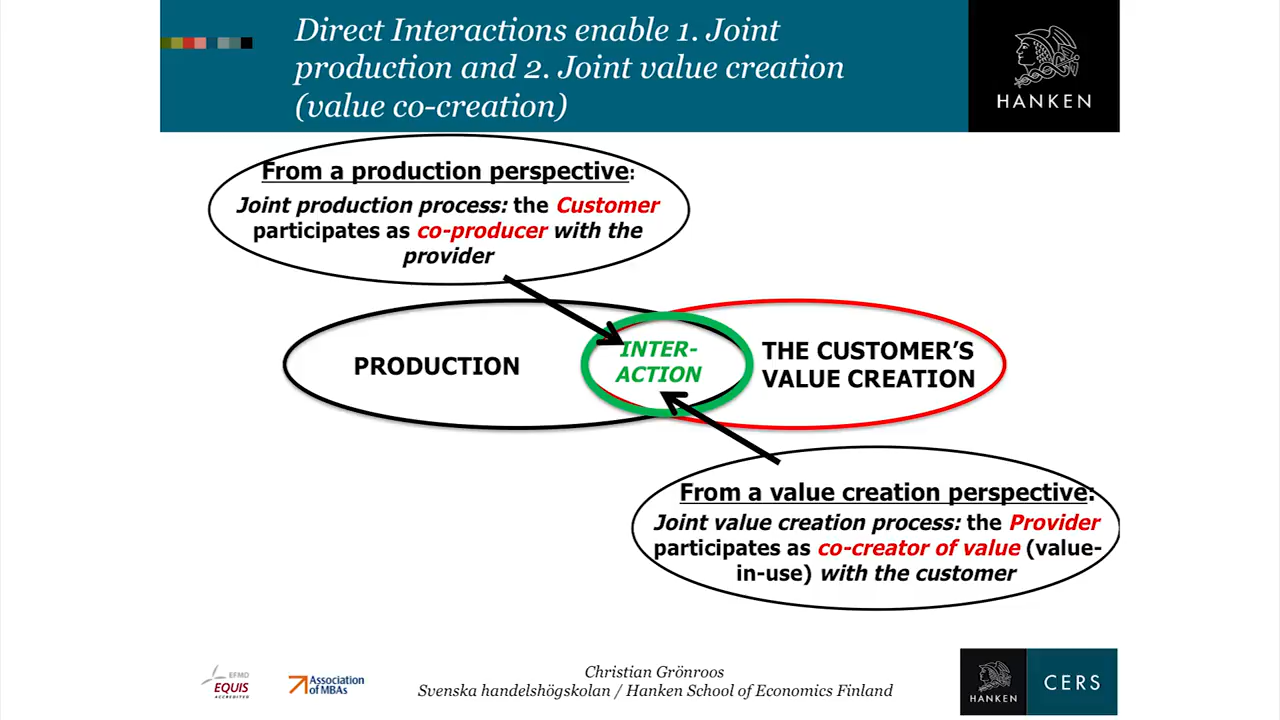 Direct Interactions enable 1. Joint
production and 2. Joint value creation
(value co-creation)
HANKEN
From a production perspective:
Joint production process: the Customer
participates as co-producer with the
provider
PRODUCTION
INTER-
ACTION
THE CUSTOMER'S
VALUE CREATION
From a value creation perspective:
Joint value creation process: the Provider
participates as co-creator of value (value-
in-use) with the customer
EFMD
EQUIS
ACCREDITED
Association
of MBAs
Christian Grönroos
Svenska handelshögskolan / Hanken School of Economics Finland
HANKEN
CERS